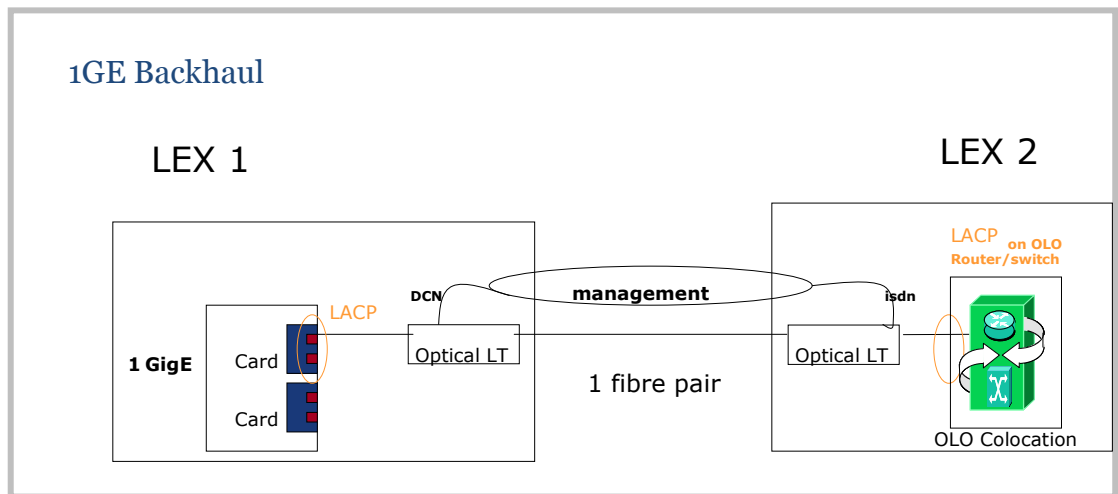 1GE Backhaul
LEX 1
LEX 2
LACP on OLO
Router/switch
DCN
management
isdn
LACP
1 GigE
Card
Optical LT
Optical LT
1 fibre pair
Card
OLO Colocation